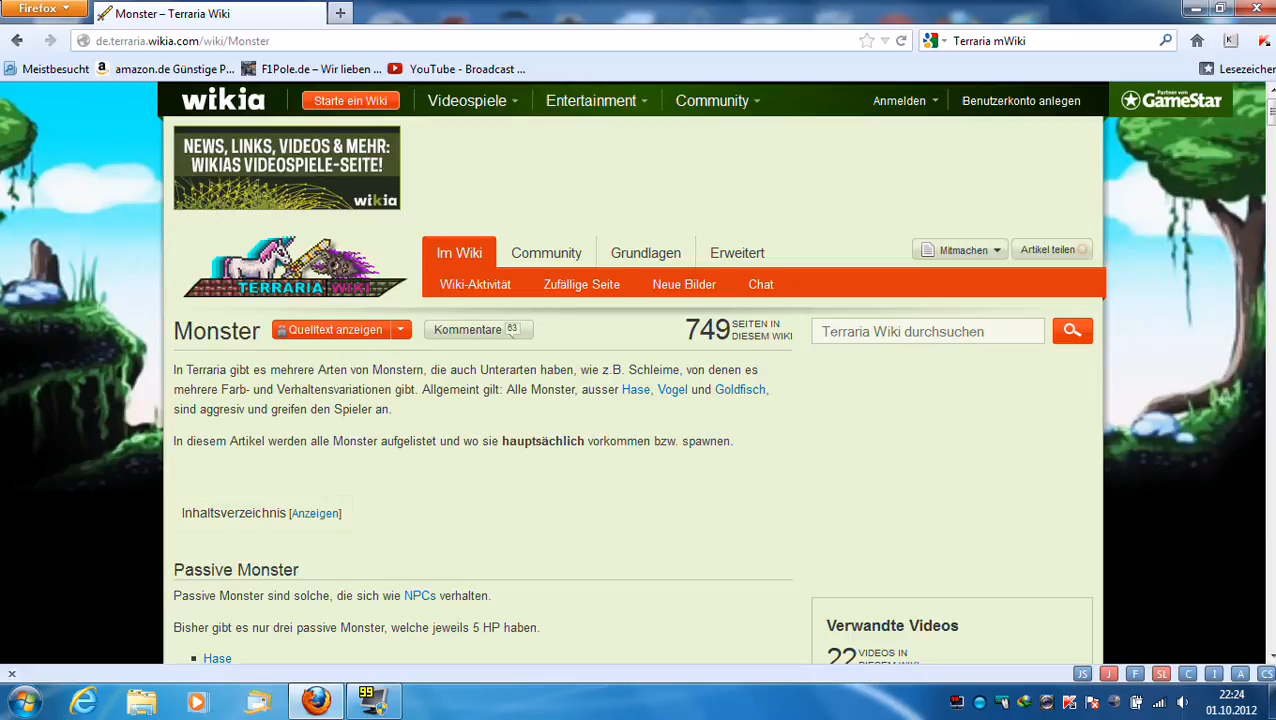 Firefox
Monster – Terraria Wiki
de.terraria.wikia.com/wiki/Monster
Terraria mWiki
Meistbesucht
amazon.de Günstige P...
F1Pole.de – Wir lieben ...
YouTube - Broadcast ...
Lesezeichen
wikia
Starte ein Wiki
Videospiele
Entertainment
Community
Anmelden
Benutzerkonto anlegen
Partner von
GameStar
NEWS, LINKS, VIDEOS & MEHR:
WIKIAS VIDEOSPIELE-SEITE!
wikia
TERRARIA WIKI
Im Wiki
Community
Grundlagen
Erweitert
Mitmachen
Artikel teilen
Wiki-Aktivität
Zufällige Seite
Neue Bilder
Chat
Monster
Quelltext anzeigen
Kommentare 63
749 SEITEN IN
DIESEM WIKI
Terraria Wiki durchsuchen
In Terraria gibt es mehrere Arten von Monstern, die auch Unterarten haben, wie z.B. Schleime, von denen es
mehrere Farb- und Verhaltensvariationen gibt. Allgemeint gilt: Alle Monster, ausser Hase, Vogel und Goldfisch,
sind aggresiv und greifen den Spieler an.
In diesem Artikel werden alle Monster aufgelistet und wo sie hauptsächlich vorkommen bzw. spawnen.
Inhaltsverzeichnis [Anzeigen]
Passive Monster
Passive Monster sind solche, die sich wie NPCs verhalten.
Bisher gibt es nur drei passive Monster, welche jeweils 5 HP haben.
Hase
Verwandte Videos
22 VIDEOS IN
DIESEM WIKI
JS J F SL C I A CS
99
22:24
01.10.2012